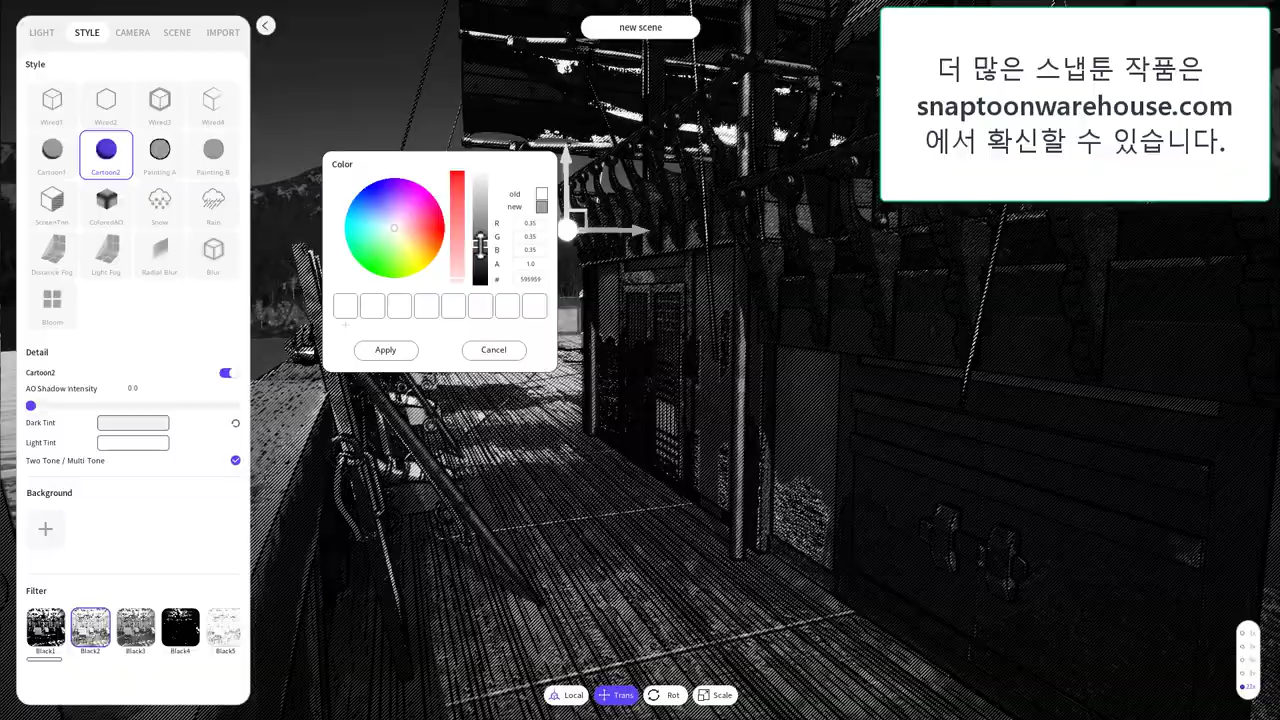 LIGHT STYLE CAMERA SCENE IMPORT
new scene
더 많은 스냅툰 작품은
snaptoonwarehouse.com
에서 확신할 수 있습니다.
Style
Wired1 Wired2 Wired3 Wired4
Cartoon1 Cartoon2 Painting A Painting B
ScreenTon ColoredAO Snow Rain
Distance Fog Light Fog Radial Blur Blur
Bloom
Color
old
new
R 0.35
G 0.35
B 0.35
A 1.0
# 595959
Apply Cancel
Detail
Cartoon2
AO Shadow Intensity 0.0
Dark Tint
Light Tint
Two Tone / Multi Tone
Background
Filter
Black1 Black2 Black3 Black4 Black5
Local Trans Rot Scale